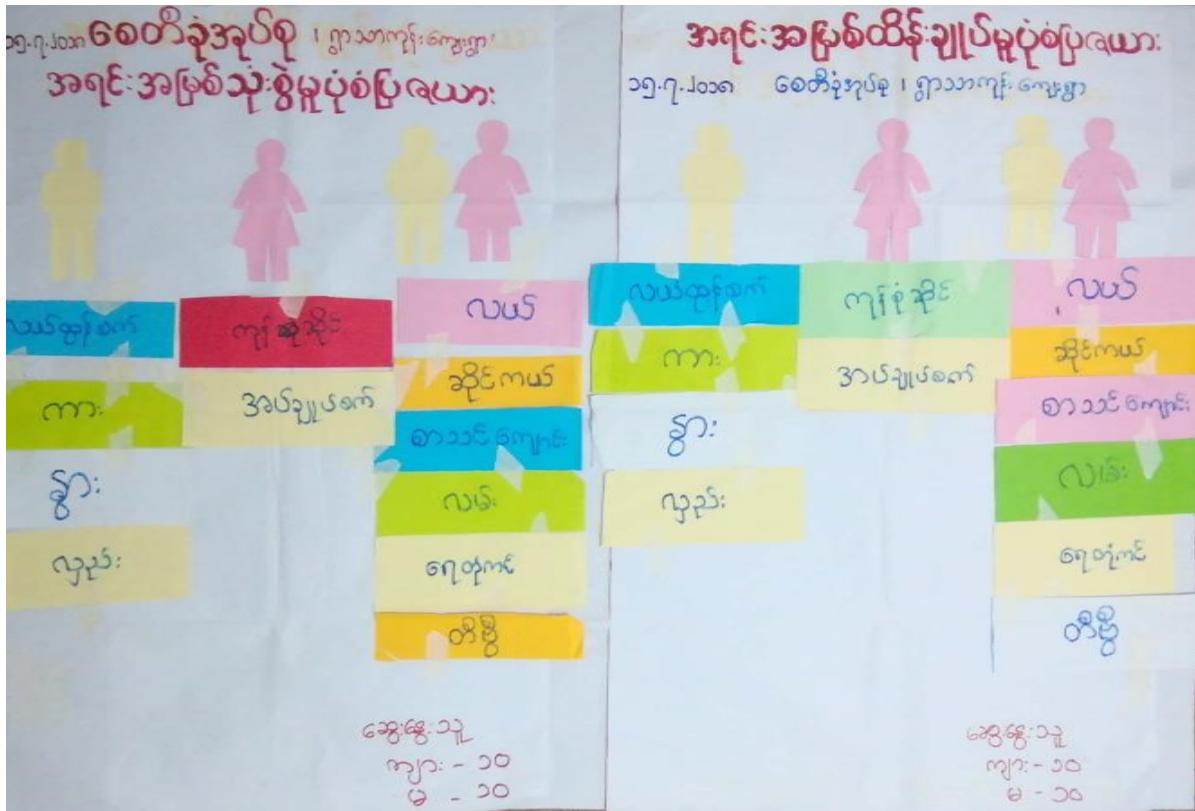 ၁၅.၇.၂၀၁၈ စေတီခုံအုပ်စု ၊ ရွာသာကုန်းကျေးရွာ
အရင်းအမြစ်သုံးစွဲမှုပုံစံပြဇယား
လယ်ထွန်စက်
ကား
နွား
လှည်း
ကုန်စုံဆိုင်
အပ်ချုပ်စက်
လယ်
ဆိုင်ကယ်
စာသင်ကျောင်း
လမ်း
ရေတိုင်ကီ
တီဗွီ
ဆွေးနွေးသူ
ကျား - ၁၀
မ - ၁၀
အရင်းအမြစ်ထိန်းချုပ်မှုပုံစံပြဇယား
၁၅.၇.၂၀၁၈ စေတီခုံအုပ်စု ၊ ရွာသာကုန်းကျေးရွာ
လယ်ထွန်စက်
ကား
နွား
လှည်း
ကုန်စုံဆိုင်
အပ်ချုပ်စက်
လယ်
ဆိုင်ကယ်
စာသင်ကျောင်း
လမ်း
ရေတိုင်ကီ
တီဗွီ
ဆွေးနွေးသူ
ကျား - ၁၀
မ - ၁၀